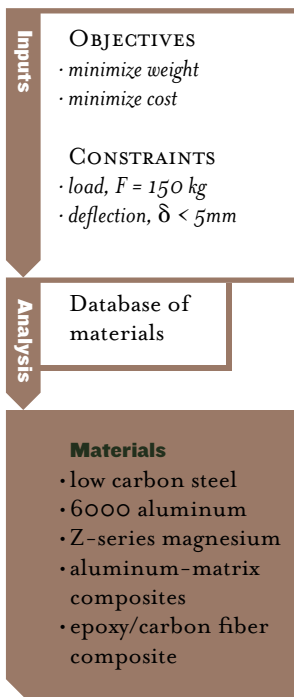 Inputs
OBJECTIVES
· minimize weight
· minimize cost
CONSTRAINTS
· load, F = 150 kg
· deflection, δ < 5mm
Analysis
Database of
materials
Materials
· low carbon steel
· 6000 aluminum
· Z-series magnesium
· aluminum-matrix
composites
· epoxy/carbon fiber
composite